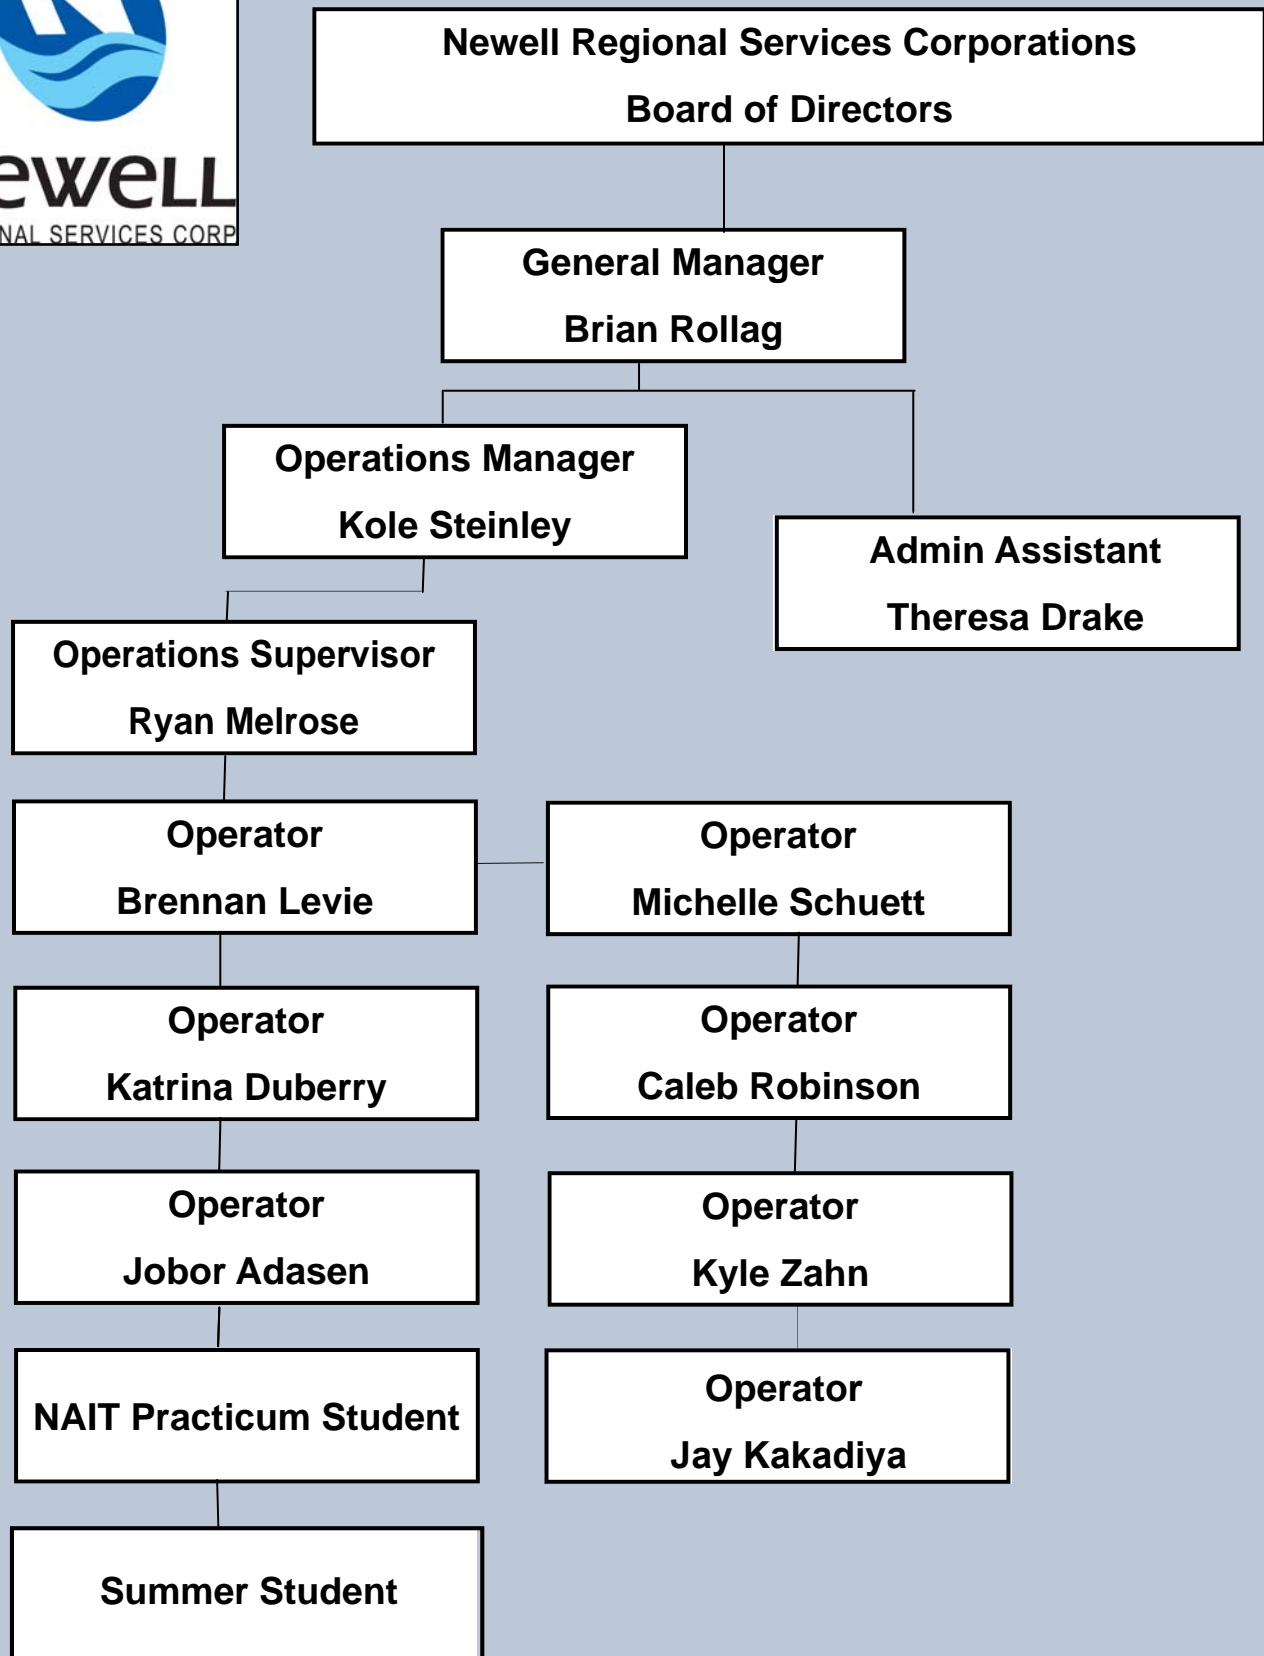 ewell
NAL SERVICES CORP
Newell Regional Services Corporations
Board of Directors
General Manager
Brian Rollag
Operations Manager
Kole Steinley
Admin Assistant
Theresa Drake
Operations Supervisor
Ryan Melrose
Operator
Brennan Levie
Operator
Michelle Schuett
Operator
Katrina Duberry
Operator
Caleb Robinson
Operator
Jobor Adasen
Operator
Kyle Zahn
NAIT Practicum Student
Operator
Jay Kakadiya
Summer Student